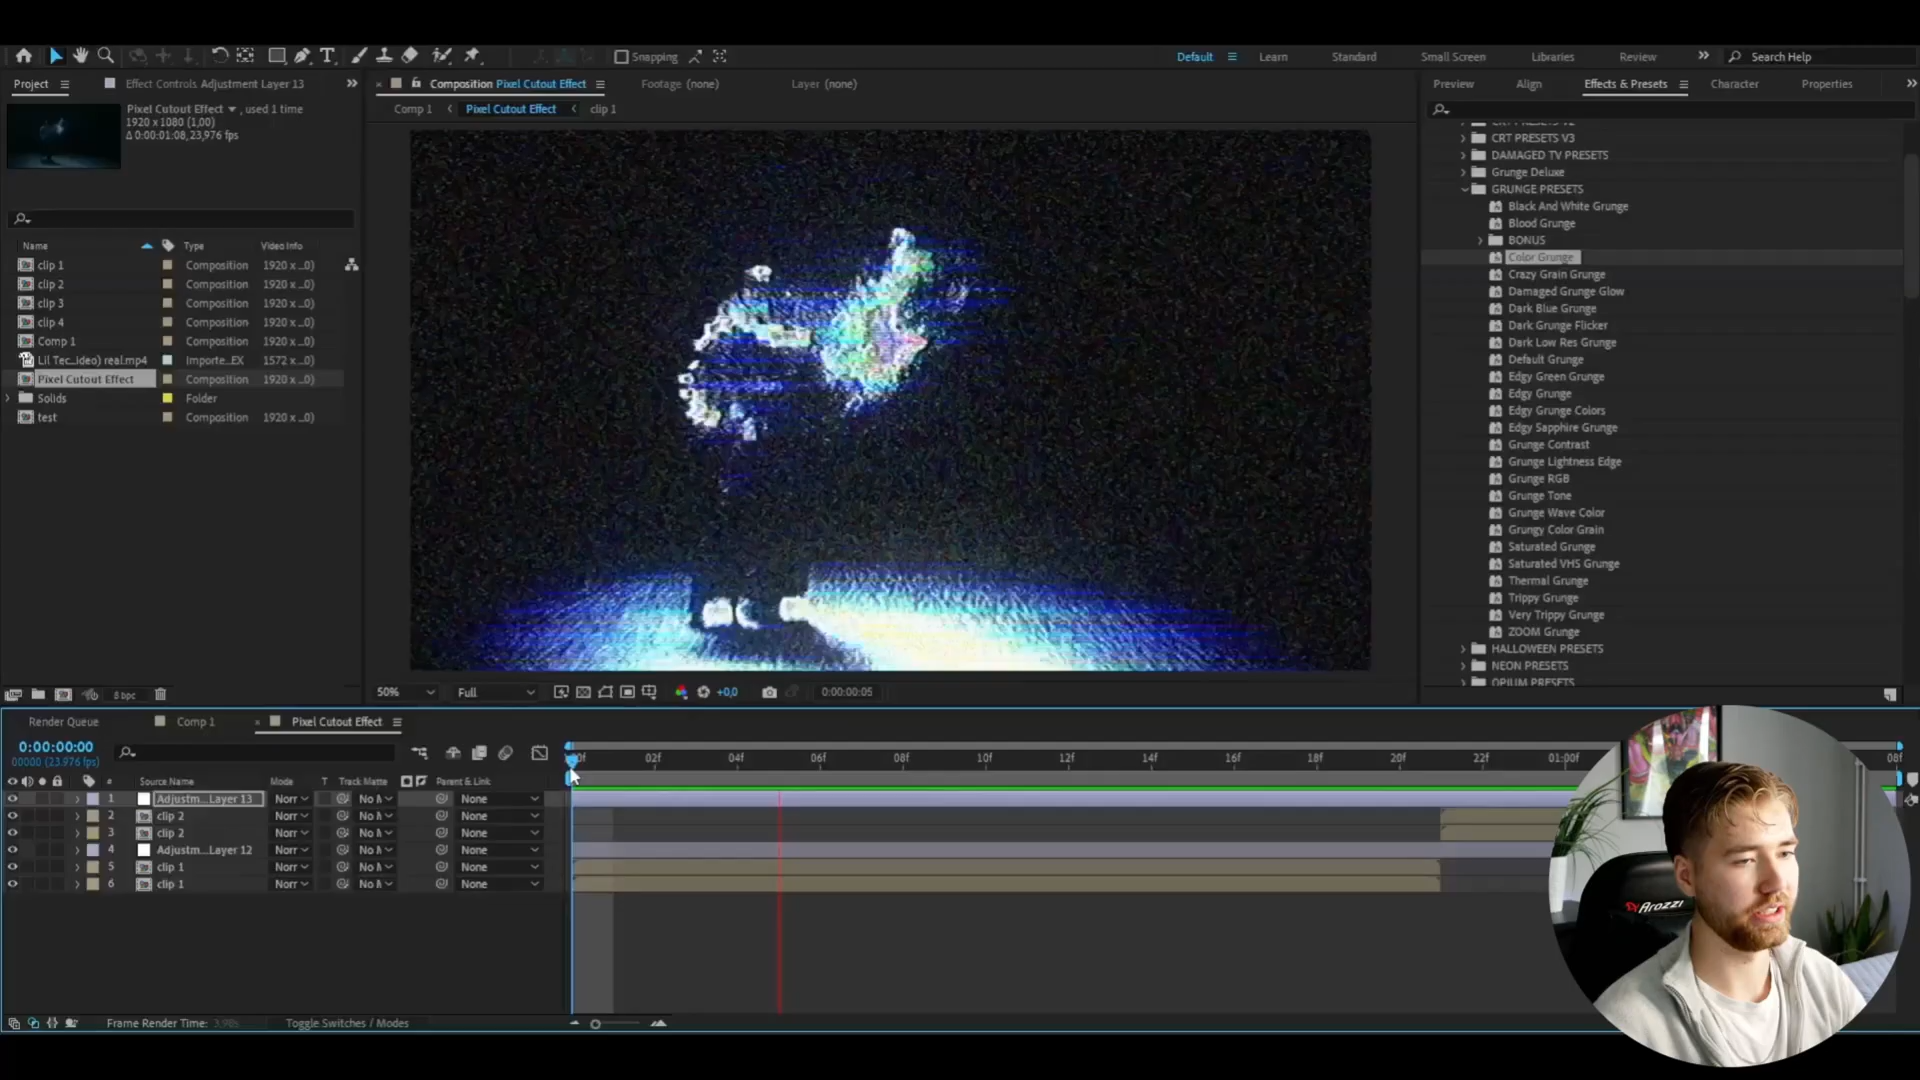 Snapping
Default
Learn
Standard
Small Screen
Libraries
Review
Search Help
Project
Effect Controls Adjustment Layer 13
Composition Pixel Cutout Effect
Footage (none)
Layer (none)
Preview
Align
Effects & Presets
Character
Properties
Pixel Cutout Effect , used 1 time
1920 x 1080 (1,00)
Δ 0:00:01:08, 23,976 fps
Comp 1
Pixel Cutout Effect
clip 1
CRT PRESETS V3
DAMAGED TV PRESETS
Grunge Deluxe
GRUNGE PRESETS
Black And White Grunge
Blood Grunge
BONUS
Color Grunge
Crazy Grain Grunge
Damaged Grunge Glow
Dark Blue Grunge
Dark Grunge Flicker
Dark Low Res Grunge
Default Grunge
Edgy Green Grunge
Edgy Grunge
Edgy Grunge Colors
Edgy Sapphire Grunge
Grunge Contrast
Grunge Lightness Edge
Grunge RGB
Grunge Tone
Grunge Wave Color
Grungy Color Grain
Saturated Grunge
Saturated VHS Grunge
Thermal Grunge
Trippy Grunge
Very Trippy Grunge
ZOOM Grunge
HALLOWEEN PRESETS
NEON PRESETS
OPIUM PRESETS
Name Type Video Info
clip 1 Composition 1920 x ...0)
clip 2 Composition 1920 x ...0)
clip 3 Composition 1920 x ...0)
clip 4 Composition 1920 x ...0)
Comp 1 Composition 1920 x ...0)
Lil Tec...ideo) real.mp4 Importe...EX 1572 x ...0)
Pixel Cutout Effect Composition 1920 x ...0)
Solids Folder
test Composition 1920 x ...0)
8 bpc
50% Full +0,0 0:00:00:05
Render Queue
Comp 1
Pixel Cutout Effect
0:00:00:00
00000 (23.976 fps)
02f 04f 06f 08f 10f 12f 14f 16f 18f 20f 22f 01:00f 08f
# Source Name Mode T Track Matte Parent & Link
1 Adjustm...Layer 13 Norr No M None
2 clip 2 Norr No M None
3 clip 2 Norr No M None
4 Adjustm...Layer 12 Norr No M None
5 clip 1 Norr No M None
6 clip 1 Norr No M None
Arozzi
Frame Render Time: 3,98s
Toggle Switches / Modes